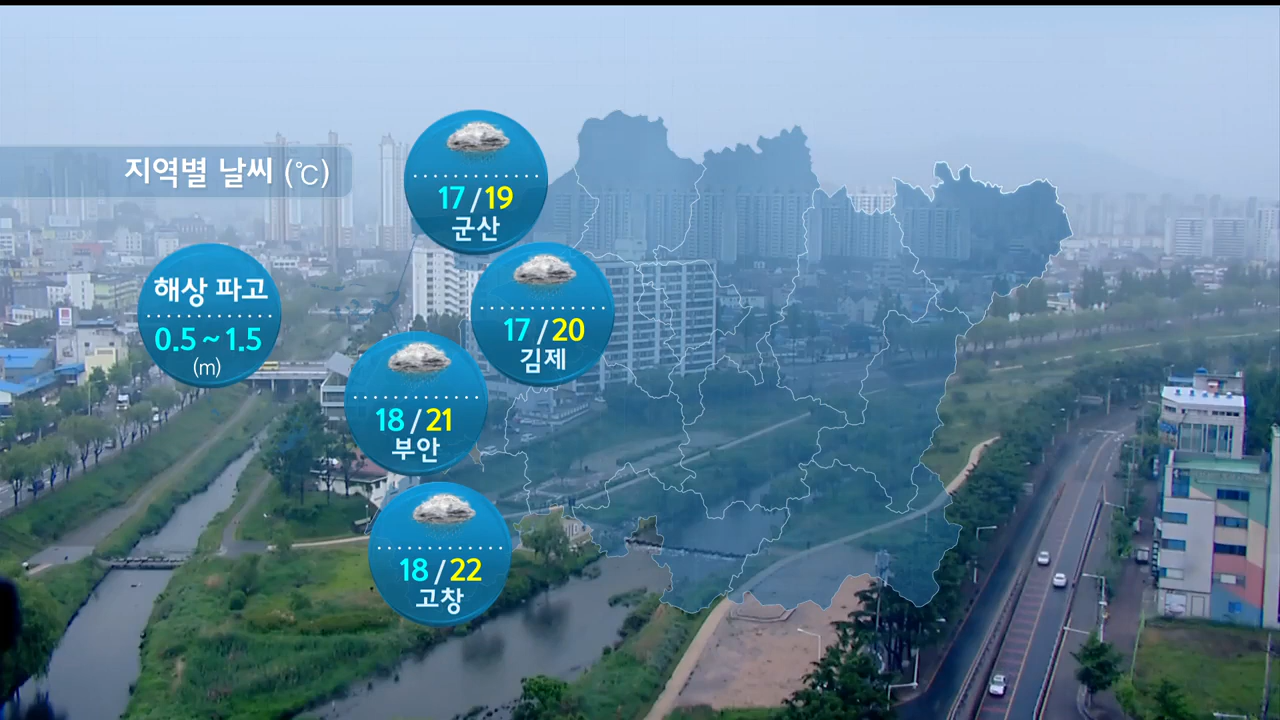 지역별 날씨 (℃)
17/19
군산
해상 파고
0.5~1.5
(m)
17/20
김제
18/21
부안
18/22
고창